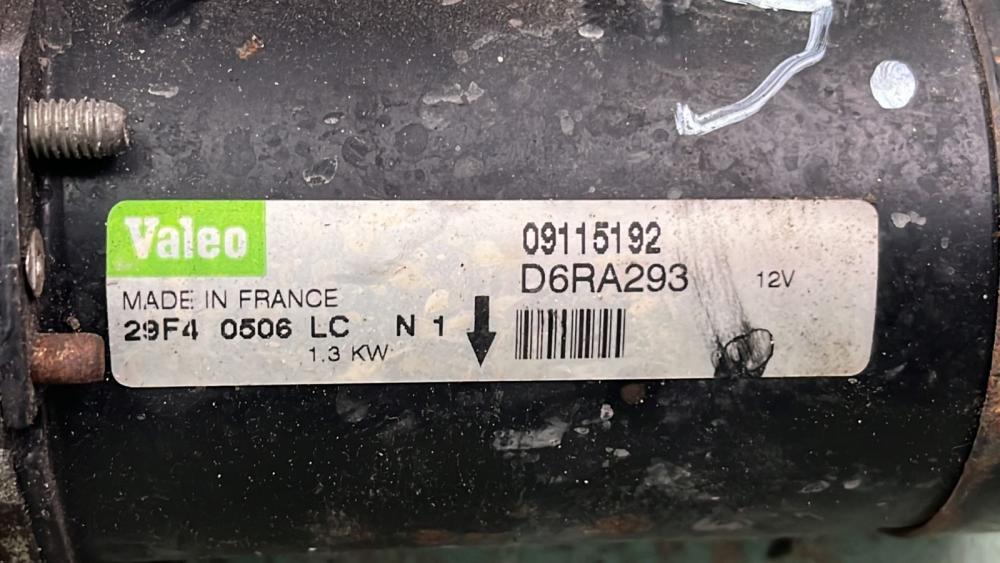 Valeo
MADE IN FRANCE
29F4 0506 LC N 1
1.3 KW
09115192
D6RA293
12V